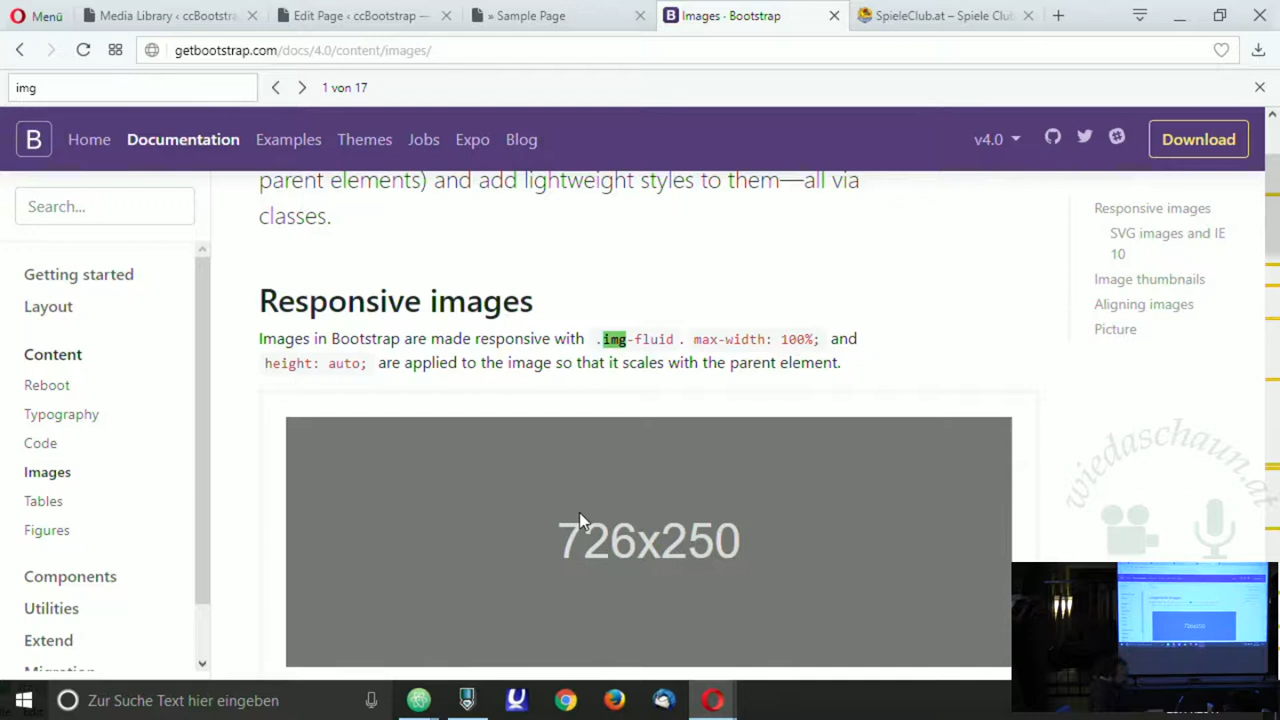 Menü
Media Library ‹ ccBootstra
Edit Page ‹ ccBootstrap —
» Sample Page
Images · Bootstrap
SpieleClub.at – Spiele Club
getbootstrap.com/docs/4.0/content/images/
img
1 von 17
B
Home
Documentation
Examples
Themes
Jobs
Expo
Blog
v4.0
Download
Search...
Getting started
Layout
Content
Reboot
Typography
Code
Images
Tables
Figures
Components
Utilities
Extend
Migration
parent elements) and add lightweight styles to them—all via
classes.
Responsive images
Images in Bootstrap are made responsive with .img-fluid. max-width: 100%; and
height: auto; are applied to the image so that it scales with the parent element.
726x250
Responsive images
SVG images and IE
10
Image thumbnails
Aligning images
Picture
wiedaschaun.at
Zur Suche Text hier eingeben